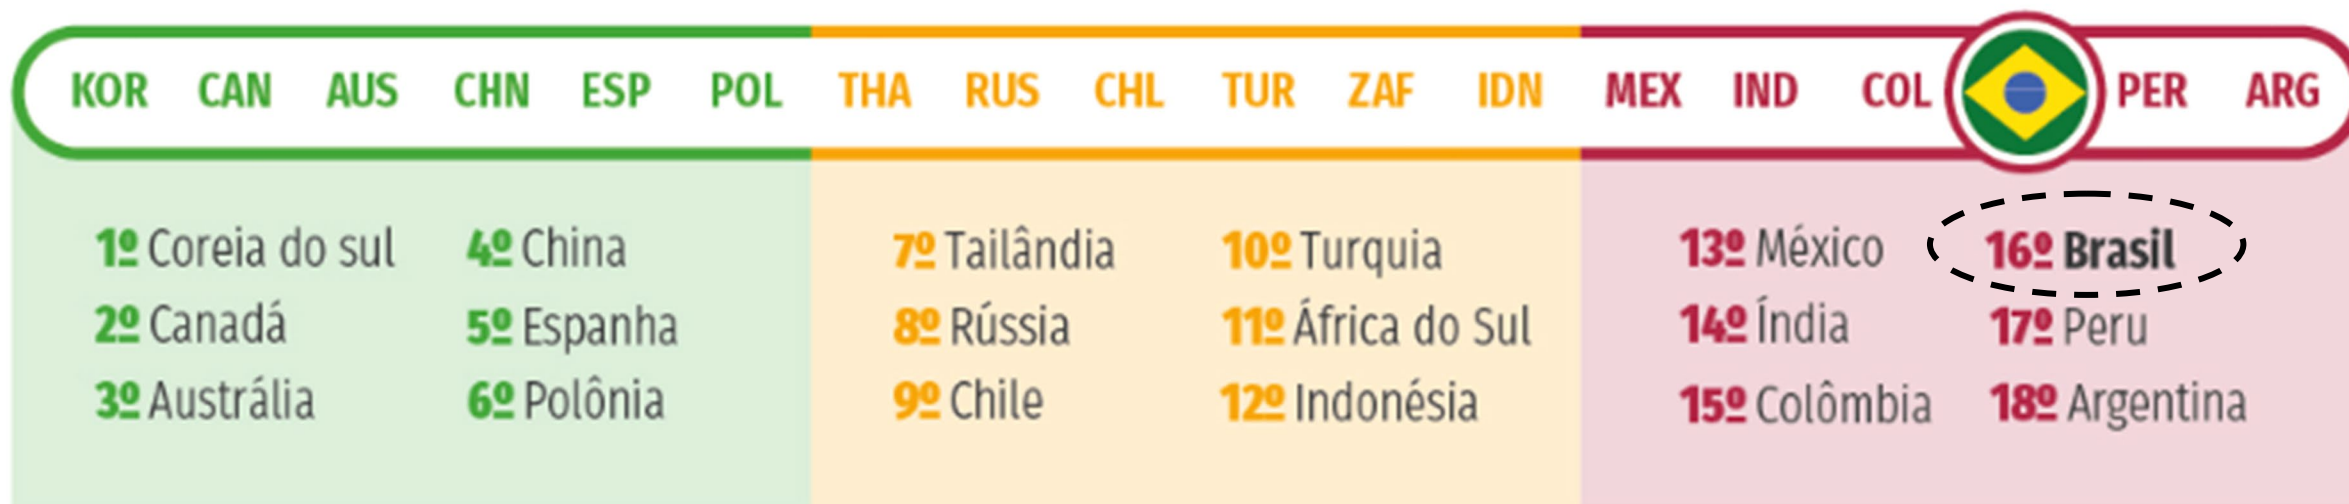 KOR CAN AUS CHN ESP POL THA RUS CHL TUR ZAF IDN MEX IND COL PER ARG
1º Coreia do sul
2º Canadá
3º Austrália
4º China
5º Espanha
6º Polônia
7º Tailândia
8º Rússia
9º Chile
10º Turquia
11º África do Sul
12º Indonésia
13º México
14º Índia
15º Colômbia
16º Brasil
17º Peru
18º Argentina